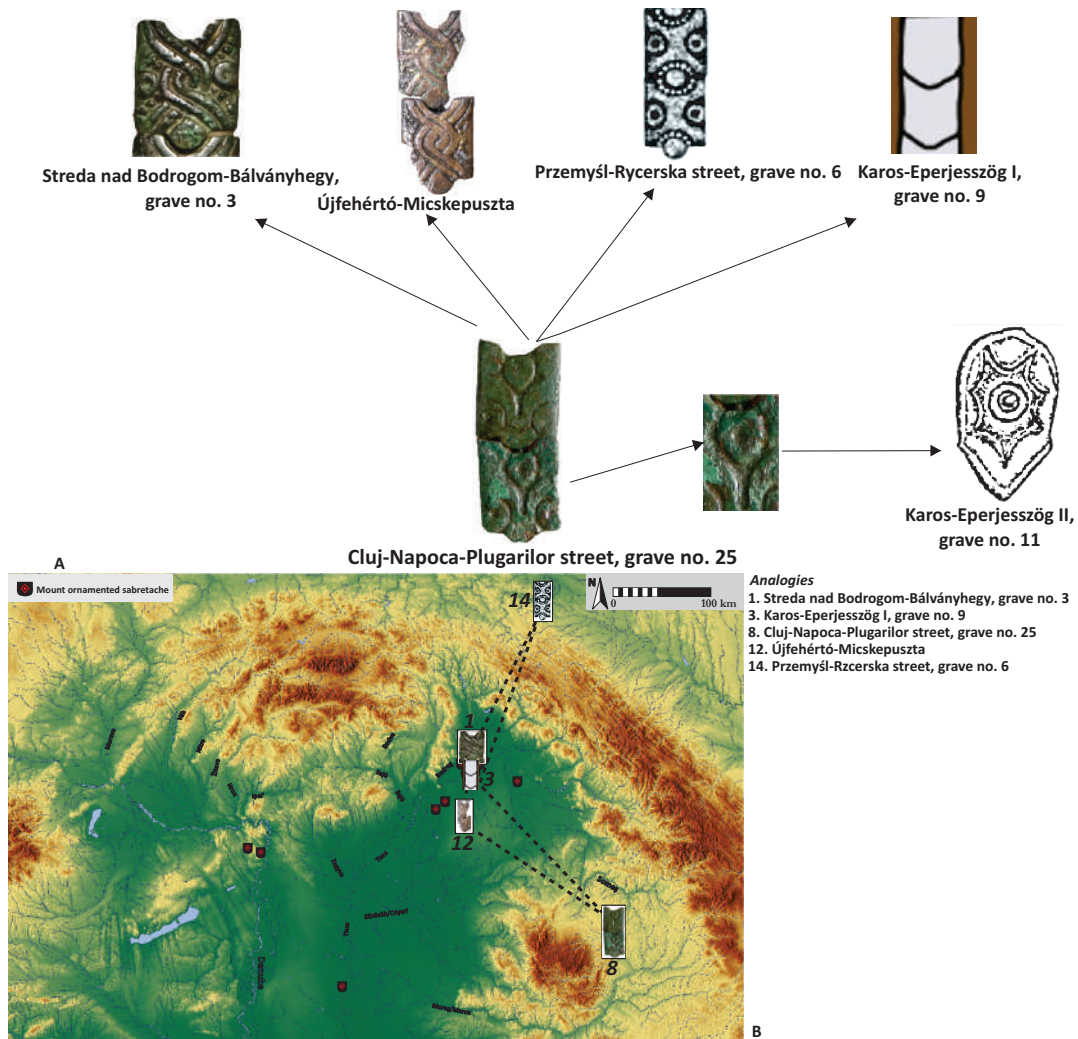 Streda nad Bodrogom-Bálványhegy,
grave no. 3
Újfehértó-Micskepuszta
Przemyśl-Rycerska street, grave no. 6
Karos-Eperjesszög I,
grave no. 9
Karos-Eperjesszög II,
grave no. 11
Cluj-Napoca-Plugarilor street, grave no. 25
A
Mount ornamented sabretache
N
0 100 km
14
1
3
12
8
Tisza
Danube
B
Analogies
1. Streda nad Bodrogom-Bálványhegy, grave no. 3
3. Karos-Eperjesszög I, grave no. 9
8. Cluj-Napoca-Plugarilor street, grave no. 25
12. Újfehértó-Micskepuszta
14. Przemyśl-Rzcerska street, grave no. 6